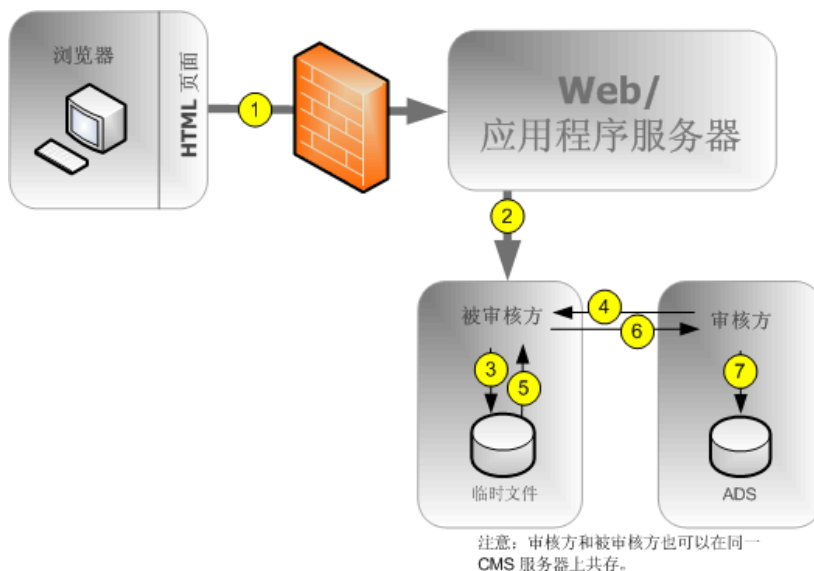 浏览器
HTML 页面
1
Web/
应用程序服务器
2
被审核方
审核方
4
6
3
5
7
临时文件
ADS
注意：审核方和被审核方也可以在同一
CMS 服务器上共存。